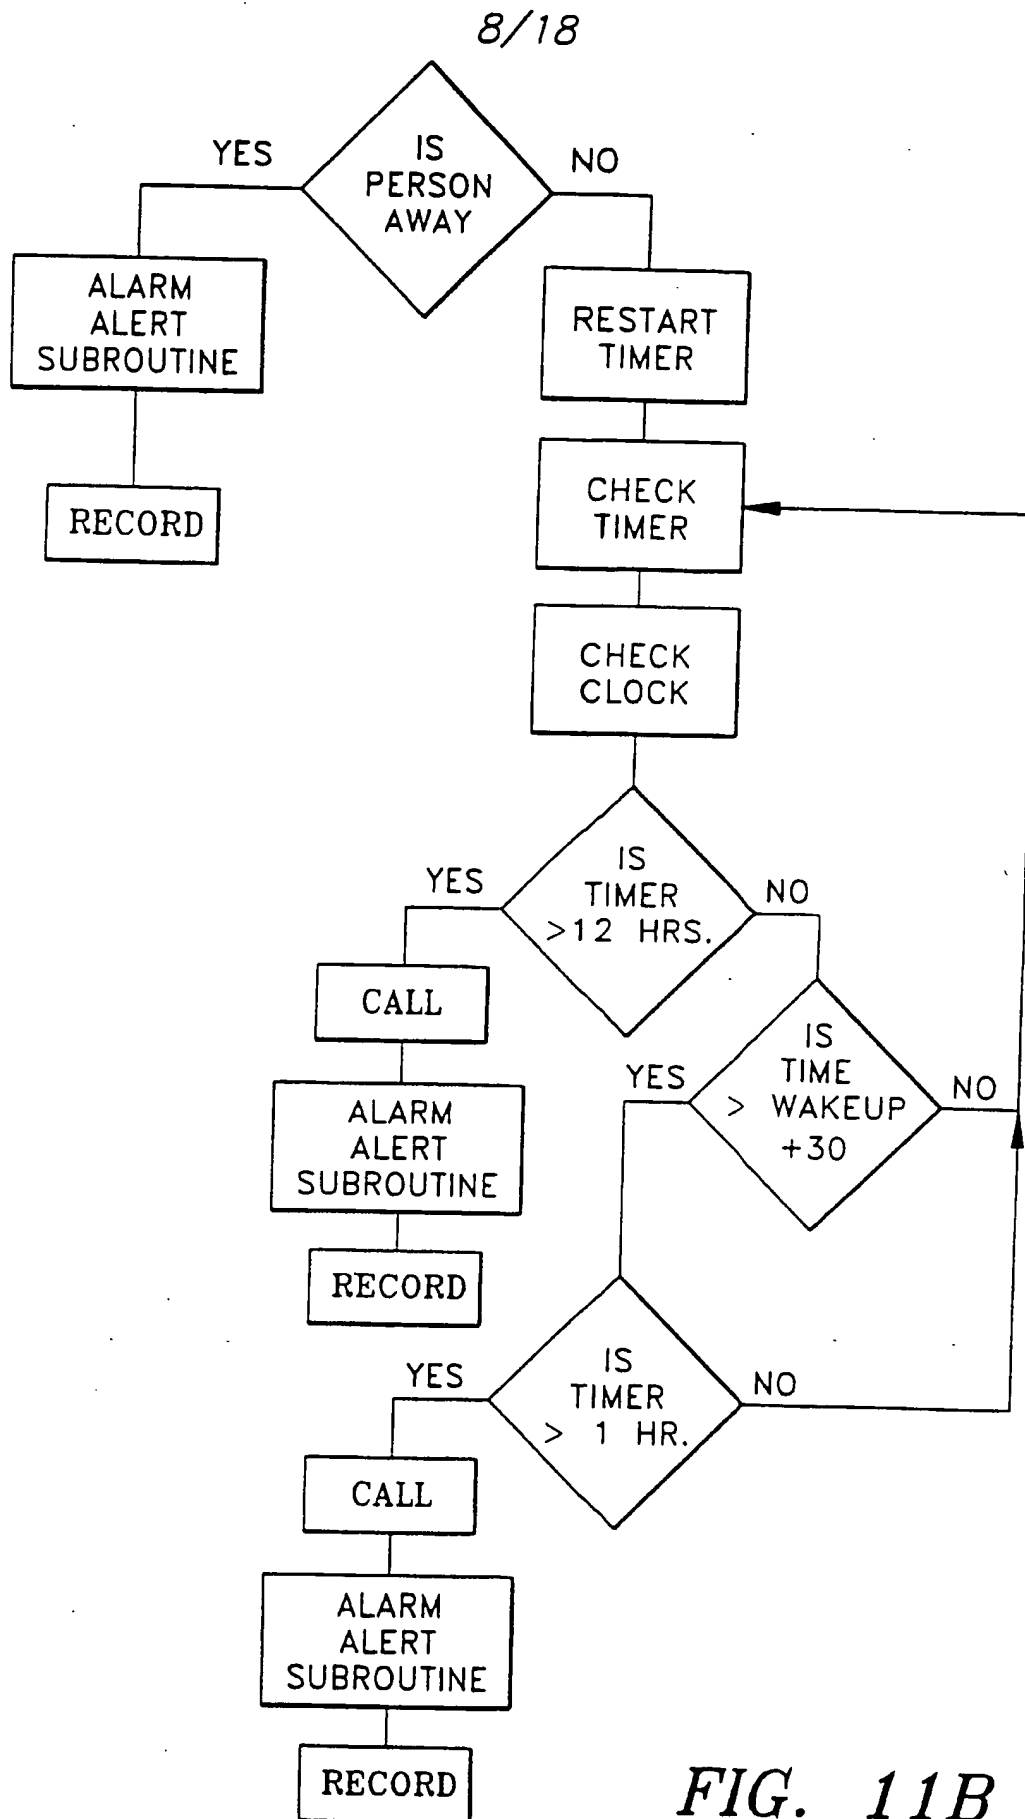 8/18
IS
PERSON
AWAY
YES
NO
ALARM
ALERT
SUBROUTINE
RECORD
RESTART
TIMER
CHECK
TIMER
CHECK
CLOCK
IS
TIMER
>12 HRS.
YES
NO
CALL
ALARM
ALERT
SUBROUTINE
RECORD
IS
TIME
> WAKEUP
+30
YES
NO
IS
TIMER
> 1 HR.
YES
NO
CALL
ALARM
ALERT
SUBROUTINE
RECORD
FIG. 11B